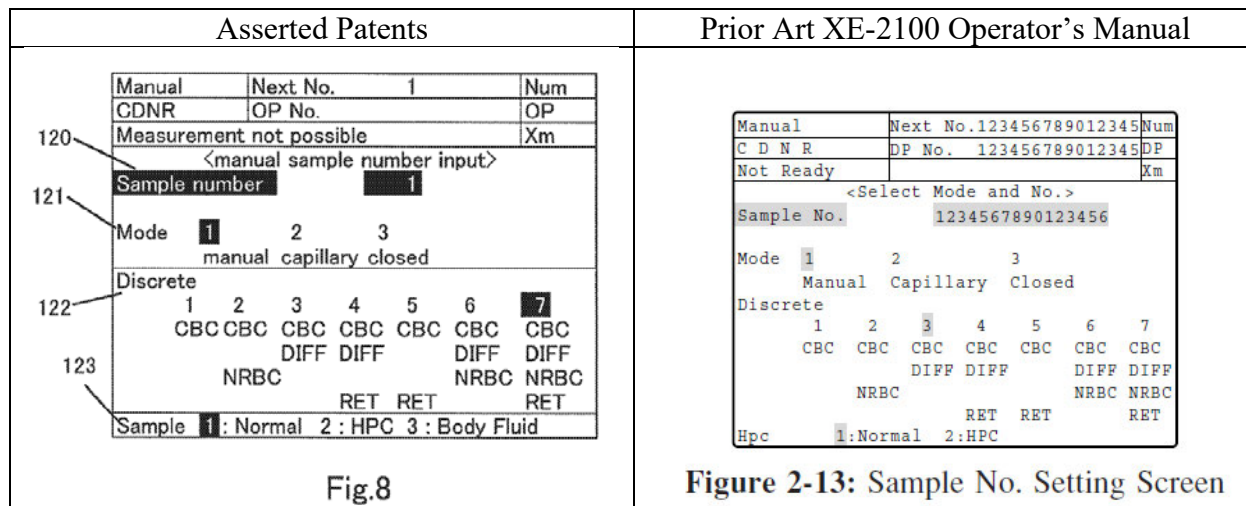 Asserted Patents
Manual Next No. 1 Num
CDNR OP No. OP
Measurement not possible Xm
120
<manual sample number input>
Sample number 1
121
Mode 1 2 3
manual capillary closed
Discrete
122
1 2 3 4 5 6 7
CBC CBC CBC CBC CBC CBC CBC
DIFF DIFF DIFF DIFF
123
NRBC NRBC NRBC
RET RET RET
Sample 1 : Normal 2 : HPC 3 : Body Fluid
Fig.8
Prior Art XE-2100 Operator’s Manual
Manual Next No.123456789012345 Num
C D N R DP No. 123456789012345 DP
Not Ready Xm
<Select Mode and No.>
Sample No. 1234567890123456
Mode 1 2 3
Manual Capillary Closed
Discrete
1 2 3 4 5 6 7
CBC CBC CBC CBC CBC CBC CBC
DIFF DIFF DIFF DIFF
NRBC NRBC NRBC
RET RET RET
Hpc 1:Normal 2:HPC
Figure 2-13: Sample No. Setting Screen